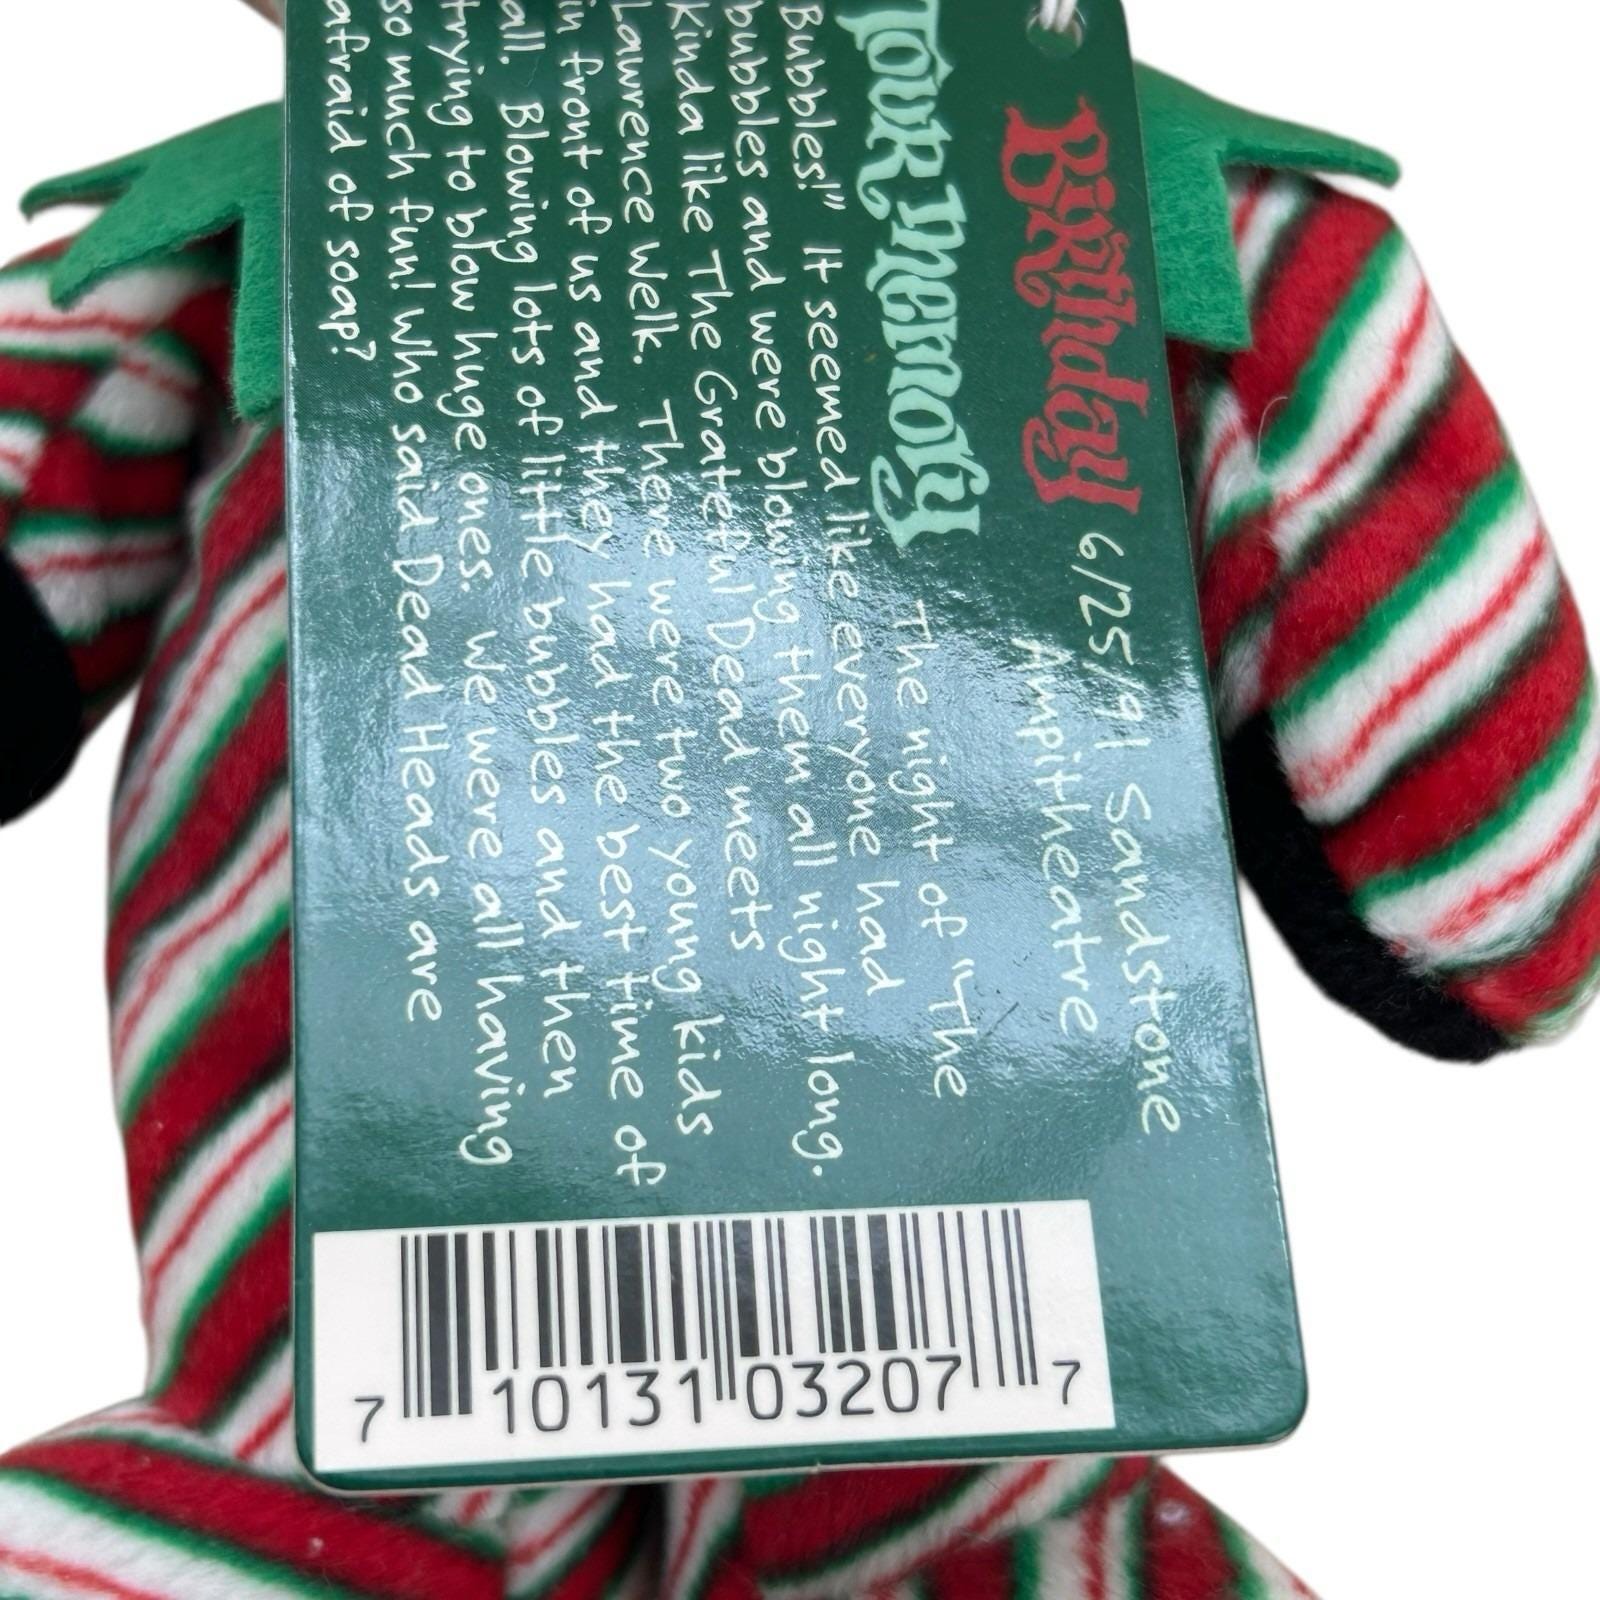 Birthday 6/25/91 Sandstone
Ampitheatre
Tour Memory The night of "The
Bubbles!" It seemed like everyone had
bubbles and were blowing them all night long.
Kinda like The Grateful Dead meets
Lawrence Welk. There were two young kids
in front of us and they had the best time of
all. Blowing lots of little bubbles and then
trying to blow huge ones. We were all having
so much fun! Who said Dead Heads are
afraid of soap?
7 10131 03207 7